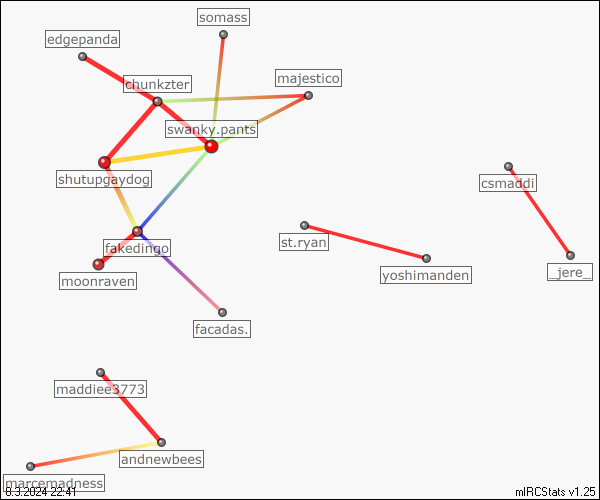 somass
edgepanda
majestico
chunkzter
swanky.pants
shutupgaydog
csmaddi
fakedingo
st.ryan
moonraven
yoshimanden
_jere_
facadas.
maddiee3773
andnewbees
marcemadness
8.3.2024 22:41
mIRCStats v1.25